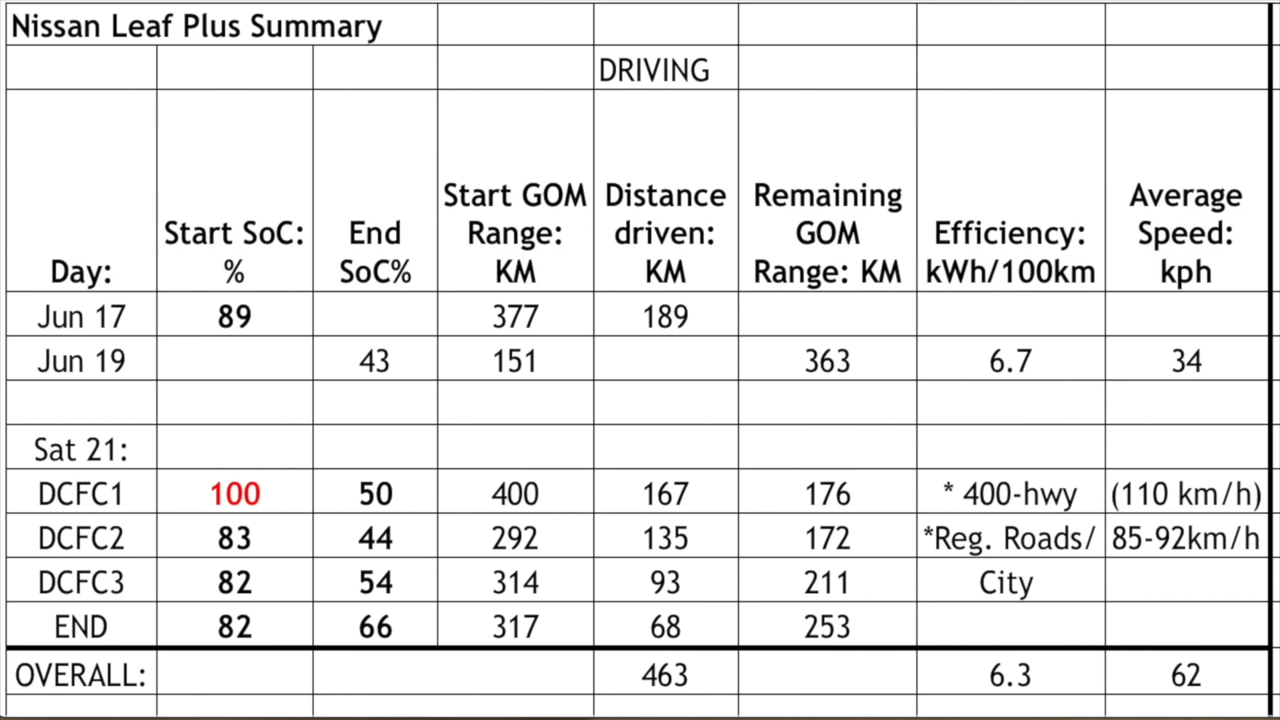 Nissan Leaf Plus Summary
DRIVING
Day: Start SoC: % End SoC% Start GOM Range: KM Distance driven: KM Remaining GOM Range: KM Efficiency: kWh/100km Average Speed: kph
Jun 17 89 377 189
Jun 19 43 151 363 6.7 34
Sat 21:
DCFC1 100 50 400 167 176 * 400-hwy (110 km/h)
DCFC2 83 44 292 135 172 *Reg. Roads/ 85-92km/h
DCFC3 82 54 314 93 211 City
END 82 66 317 68 253
OVERALL: 463 6.3 62